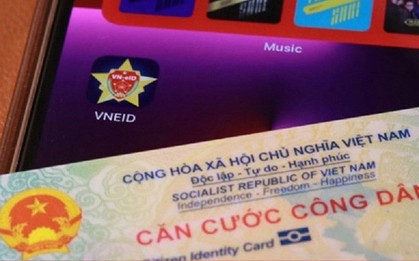 Music
VN-eID
VNEID
CỘNG HÒA XÃ HỘI CHỦ NGHĨA VIỆT NAM
Độc lập - Tự do - Hạnh phúc
SOCIALIST REPUBLIC OF VIET NAM
Independence - Freedom - Happiness
CĂN CƯỚC CÔNG DÂ
Citizen Identity Card